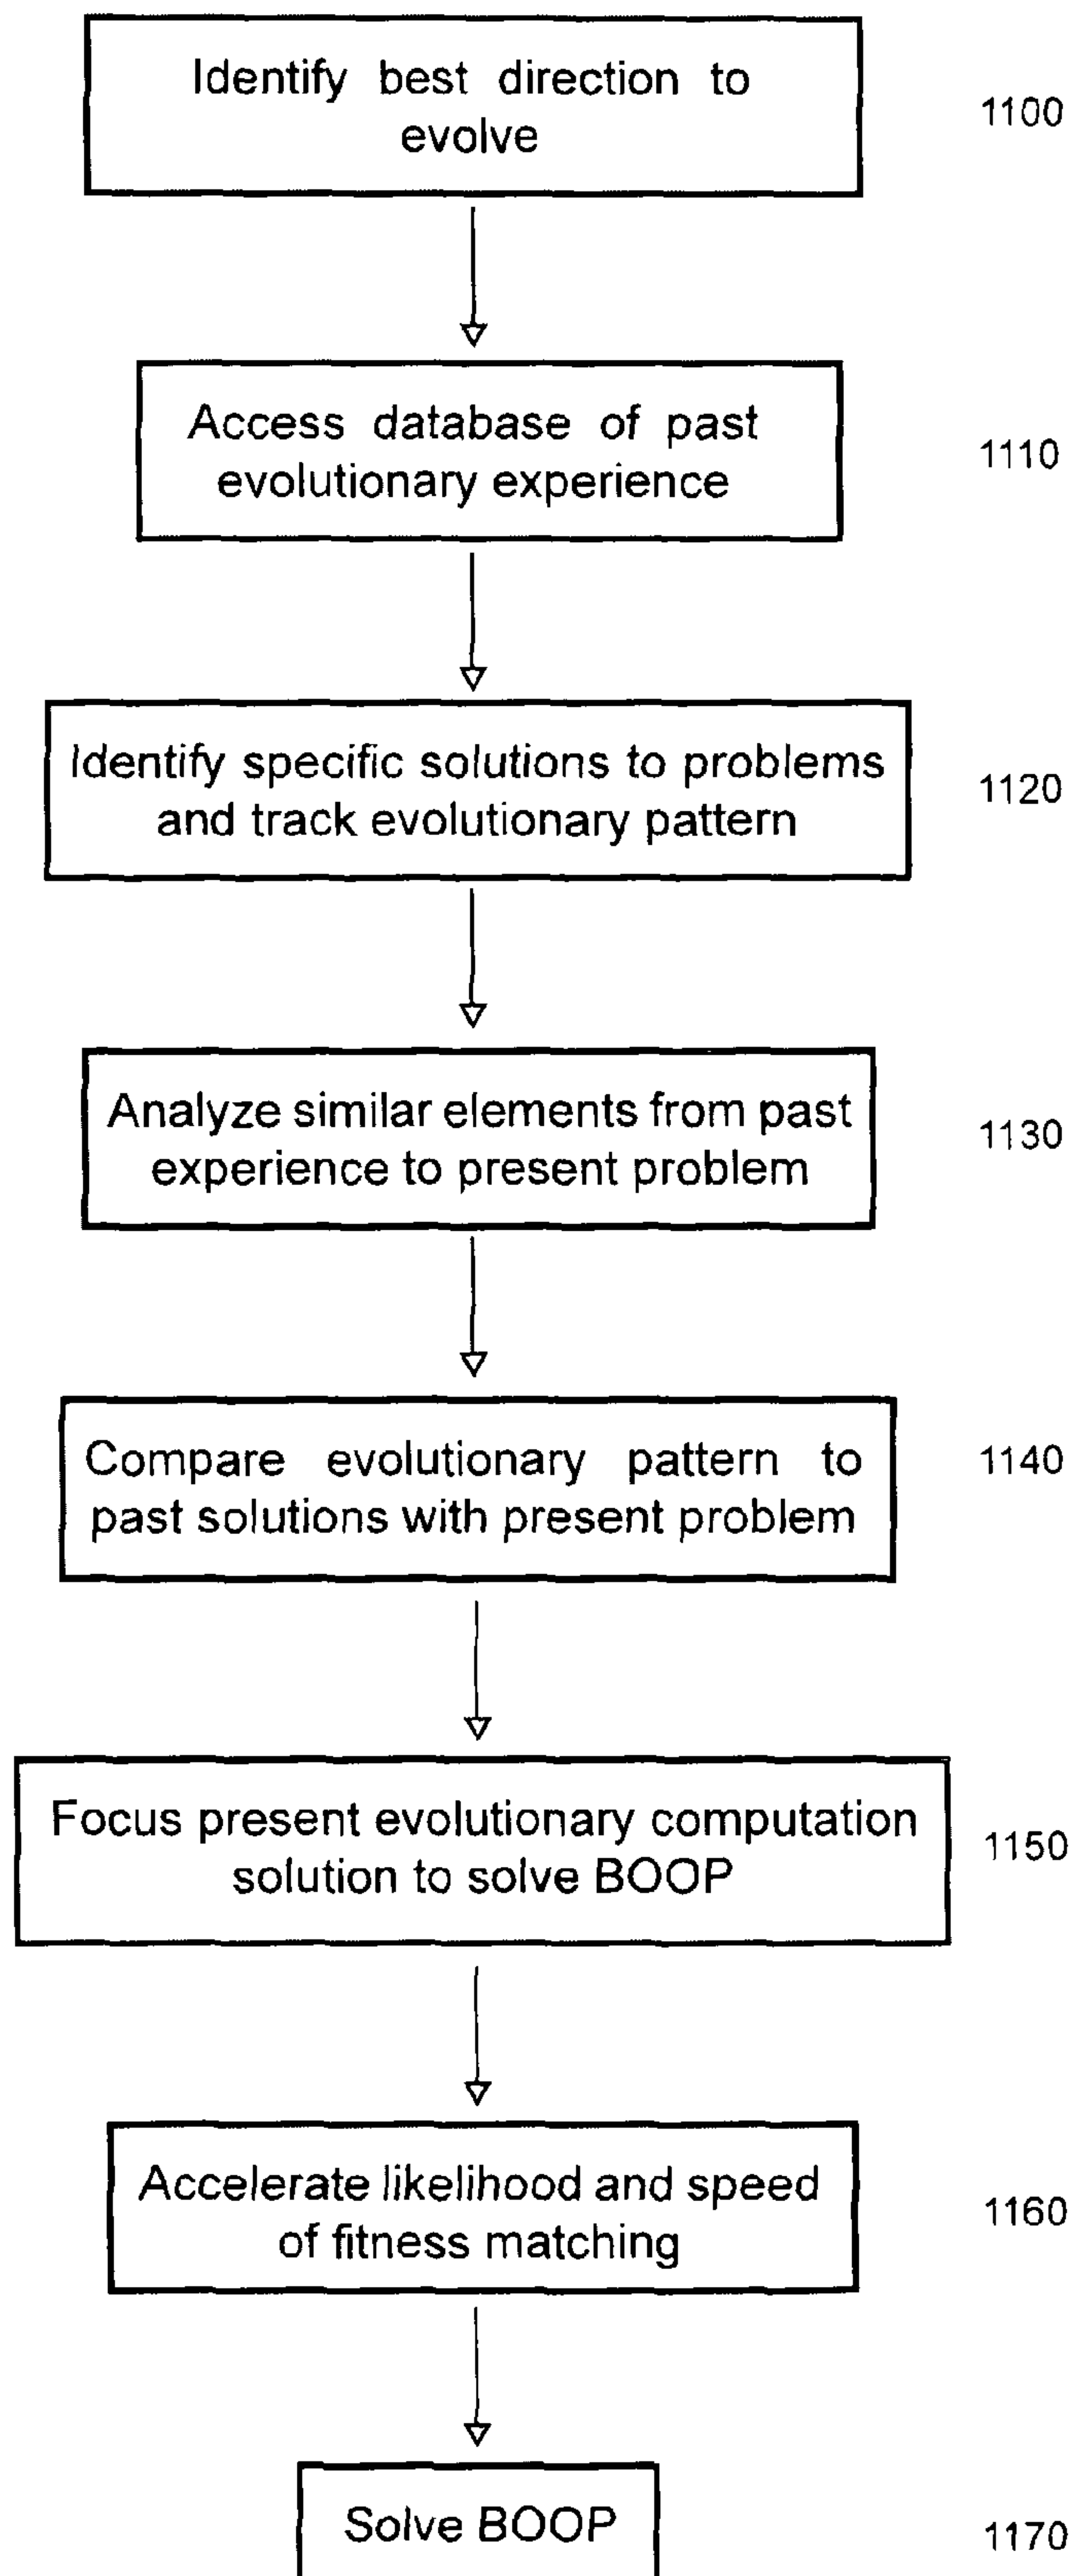 Identify best direction to
evolve
1100
Access database of past
evolutionary experience
1110
Identify specific solutions to problems
and track evolutionary pattern
1120
Analyze similar elements from past
experience to present problem
1130
Compare evolutionary pattern to
past solutions with present problem
1140
Focus present evolutionary computation
solution to solve BOOP
1150
Accelerate likelihood and speed
of fitness matching
1160
Solve BOOP
1170